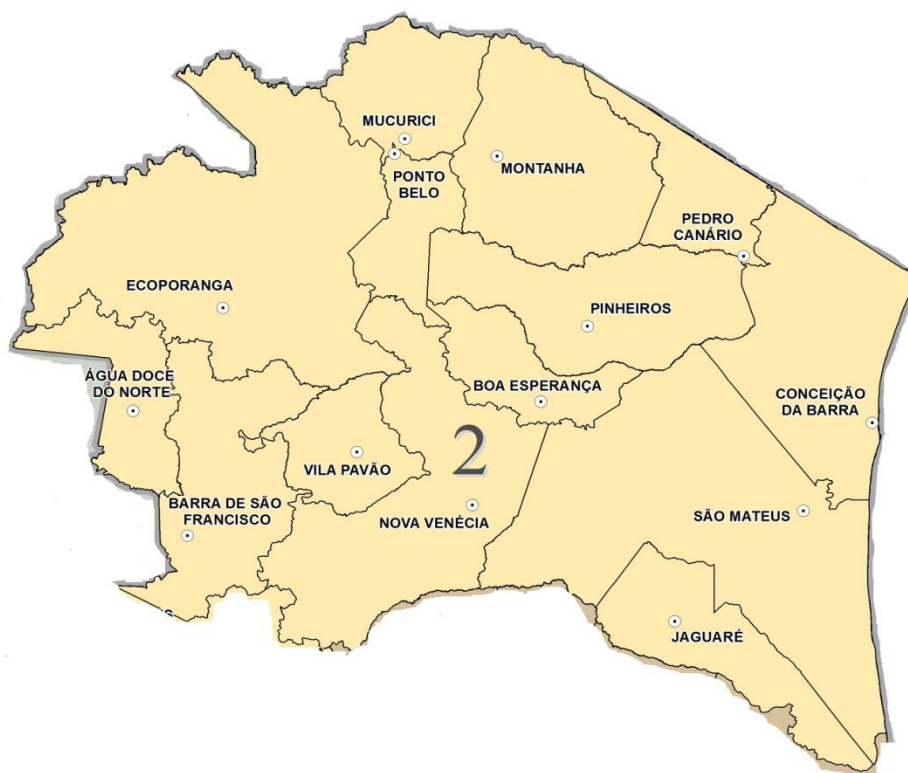 MUCURICI
PONTO
BELO
MONTANHA
PEDRO
CANÁRIO
ECOPORANGA
PINHEIROS
ÁGUA DOCE
DO NORTE
BOA ESPERANÇA
CONCEIÇÃO
DA BARRA
2
VILA PAVÃO
BARRA DE SÃO
FRANCISCO
NOVA VENÉCIA
SÃO MATEUS
JAGUARÉ